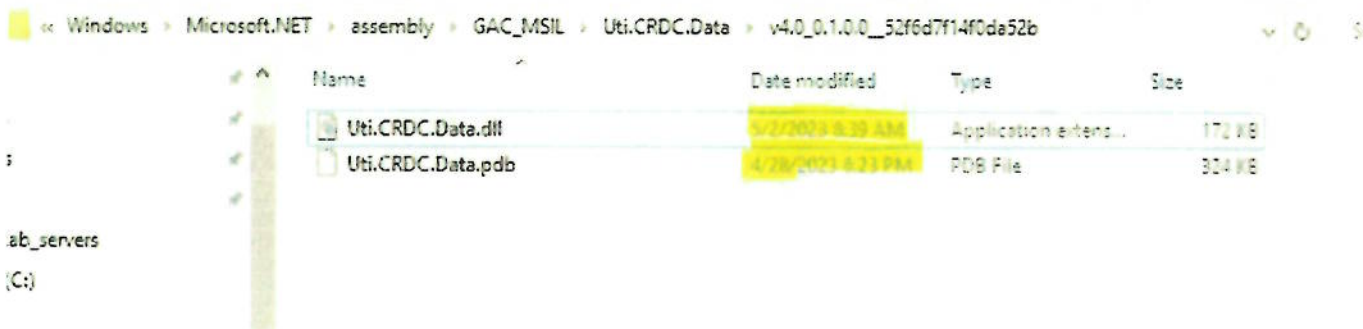 « Windows › Microsoft.NET › assembly › GAC_MSIL › Uti.CRDC.Data › v4.0_0.1.0.0__52f6d7f14f0da52b
Name Date modified Type Size
Uti.CRDC.Data.dll 5/2/2023 8:39 AM Application extens... 172 KB
Uti.CRDC.Data.pdb 4/28/2023 6:23 PM PDB File 324 KB
ab_servers
(C:)